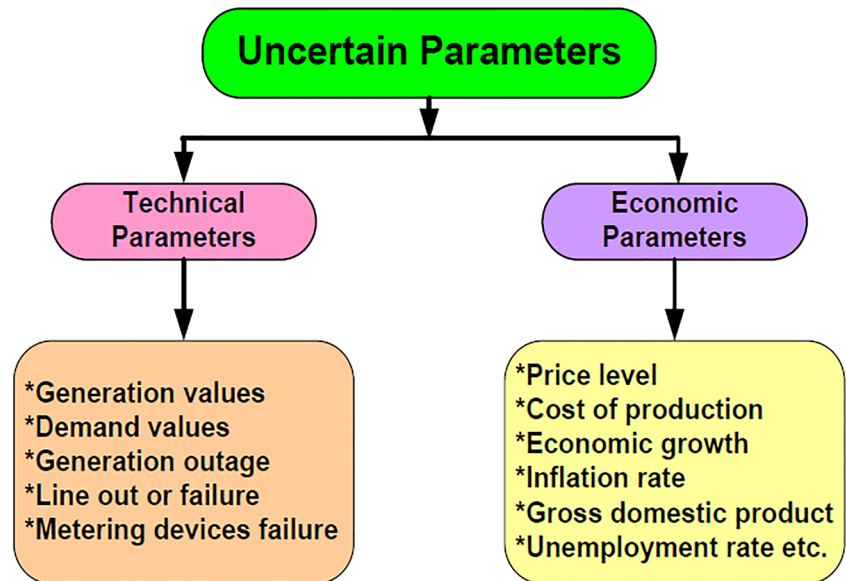 Uncertain Parameters
Technical
Parameters
Economic
Parameters
*Generation values
*Demand values
*Generation outage
*Line out or failure
*Metering devices failure
*Price level
*Cost of production
*Economic growth
*Inflation rate
*Gross domestic product
*Unemployment rate etc.